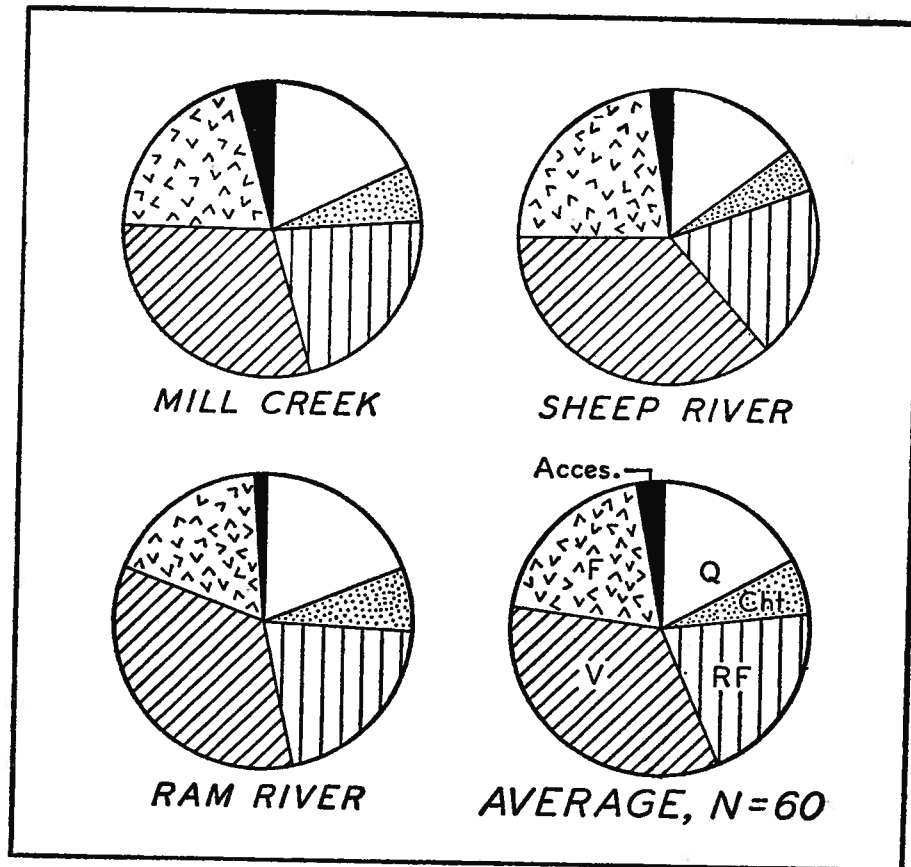 MILL CREEK
SHEEP RIVER
Acces.
F
Q
Cht
V
RF
RAM RIVER
AVERAGE, N=60